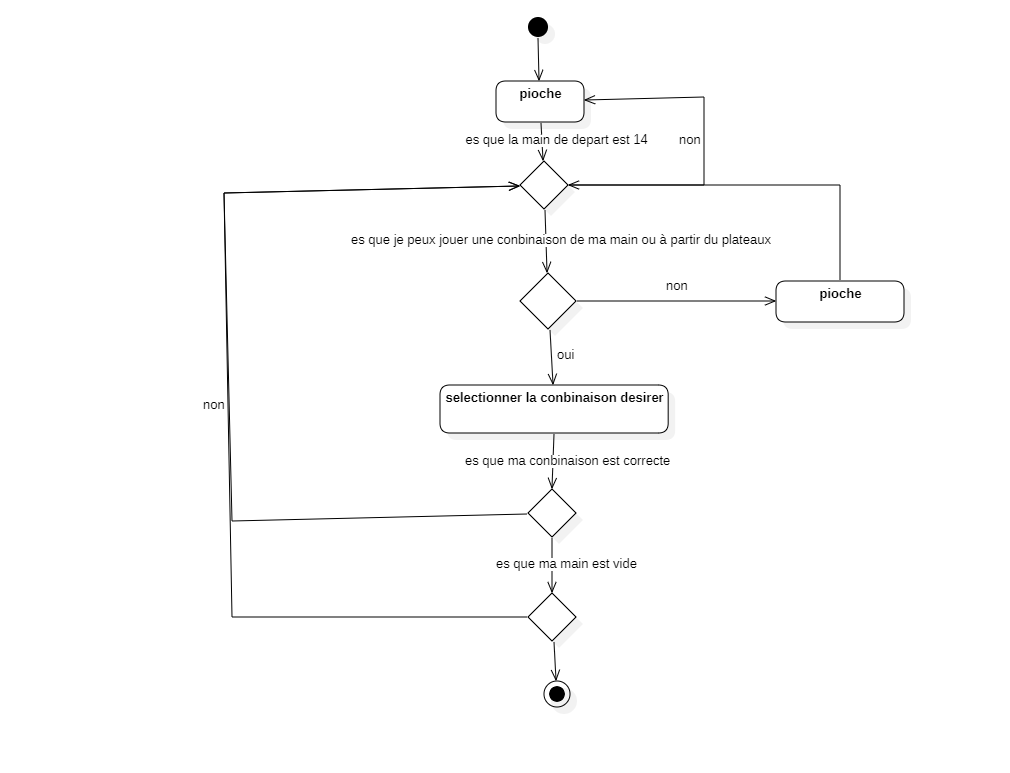 pioche
es que la main de depart est 14
non
es que je peux jouer une conbinaison de ma main ou à partir du plateaux
non
pioche
oui
selectionner la conbinaison desirer
non
es que ma conbinaison est correcte
es que ma main est vide